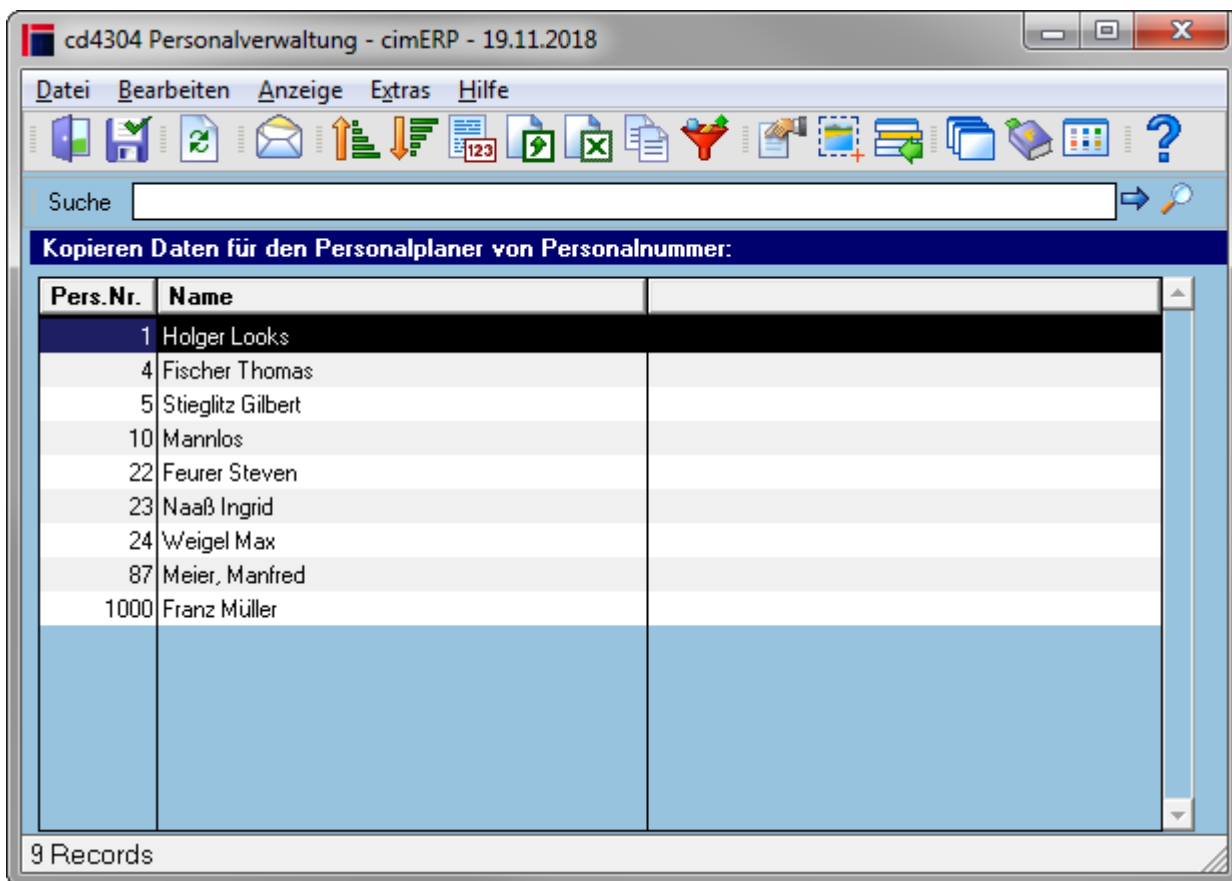 cd4304 Personalverwaltung - cimERP - 19.11.2018
Datei Bearbeiten Anzeige Extras Hilfe
123
Suche
Kopieren Daten für den Personalplaner von Personalnummer:
Pers.Nr. Name
1 Holger Looks
4 Fischer Thomas
5 Stieglitz Gilbert
10 Mannlos
22 Feurer Steven
23 Naaß Ingrid
24 Weigel Max
87 Meier, Manfred
1000 Franz Müller
9 Records